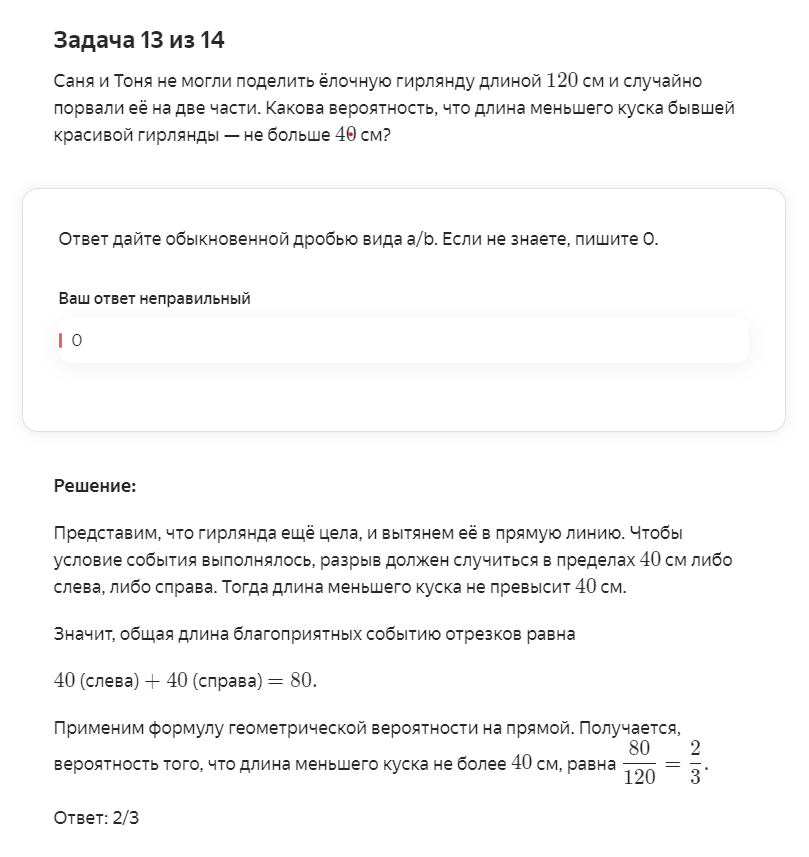 Задача 13 из 14
Саня и Тоня не могли поделить ёлочную гирлянду длиной 120 см и случайно
порвали её на две части. Какова вероятность, что длина меньшего куска бывшей
красивой гирлянды — не больше 40 см?
Ответ дайте обыкновенной дробью вида a/b. Если не знаете, пишите 0.
Ваш ответ неправильный
0
Решение:
Представим, что гирлянда ещё цела, и вытянем её в прямую линию. Чтобы
условие события выполнялось, разрыв должен случиться в пределах 40 см либо
слева, либо справа. Тогда длина меньшего куска не превысит 40 см.
Значит, общая длина благоприятных событию отрезков равна
40 (слева) + 40 (справа) = 80.
Применим формулу геометрической вероятности на прямой. Получается,
вероятность того, что длина меньшего куска не более 40 см, равна 80/120 = 2/3.
Ответ: 2/3